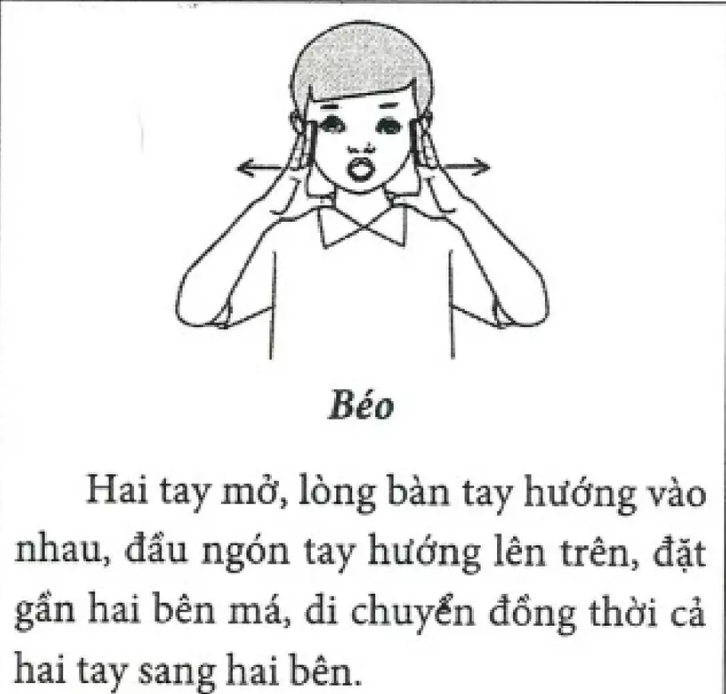 Béo
Hai tay mở, lòng bàn tay hướng vào
nhau, đầu ngón tay hướng lên trên, đặt
gần hai bên má, di chuyển đồng thời cả
hai tay sang hai bên.